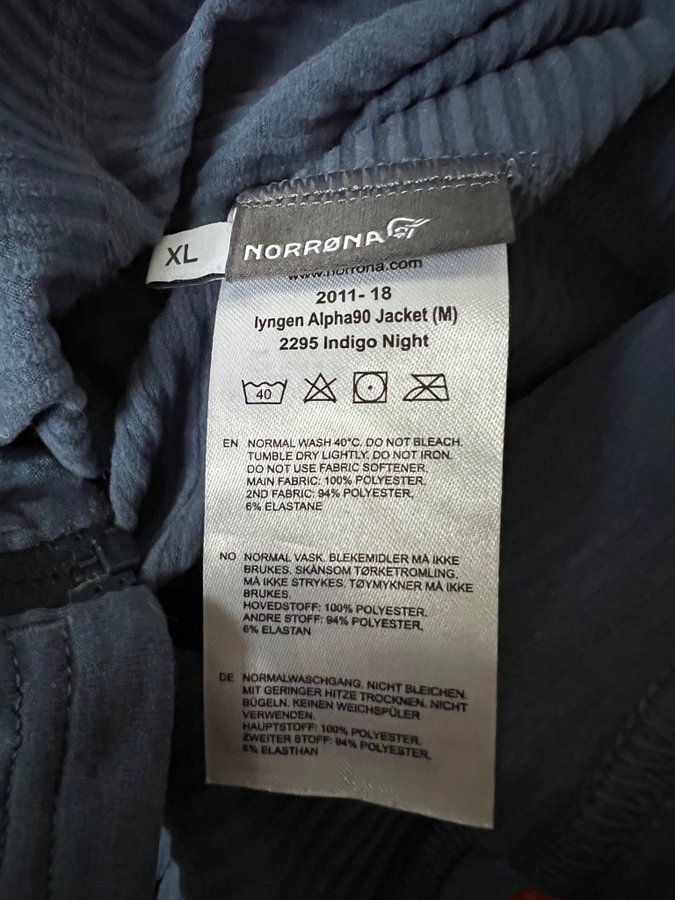 XL
NORRØNA
www.norrona.com
2011- 18
lyngen Alpha90 Jacket (M)
2295 Indigo Night
40
EN NORMAL WASH 40°C. DO NOT BLEACH.
TUMBLE DRY LIGHTLY. DO NOT IRON.
DO NOT USE FABRIC SOFTENER.
MAIN FABRIC: 100% POLYESTER.
2ND FABRIC: 94% POLYESTER,
6% ELASTANE
NO NORMAL VASK. BLEKEMIDLER MÅ IKKE
BRUKES. SKÅNSOM TØRKETROMLING.
MÅ IKKE STRYKES. TØYMYKNER MÅ IKKE
BRUKES.
HOVEDSTOFF: 100% POLYESTER.
ANDRE STOFF: 94% POLYESTER,
6% ELASTAN
DE NORMALWASCHGANG. NICHT BLEICHEN.
MIT GERINGER HITZE TROCKNEN. NICHT
BÜGELN. KEINEN WEICHSPÜLER
VERWENDEN.
HAUPTSTOFF: 100% POLYESTER.
ZWEITER STOFF: 94% POLYESTER,
6% ELASTHAN